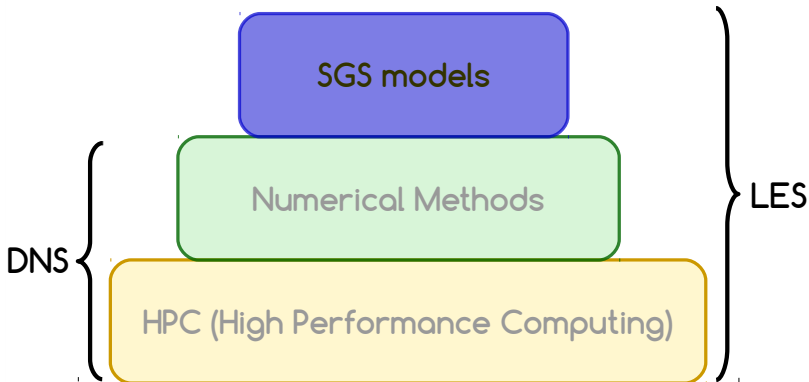 SGS models
Numerical Methods
LES
DNS
HPC (High Performance Computing)